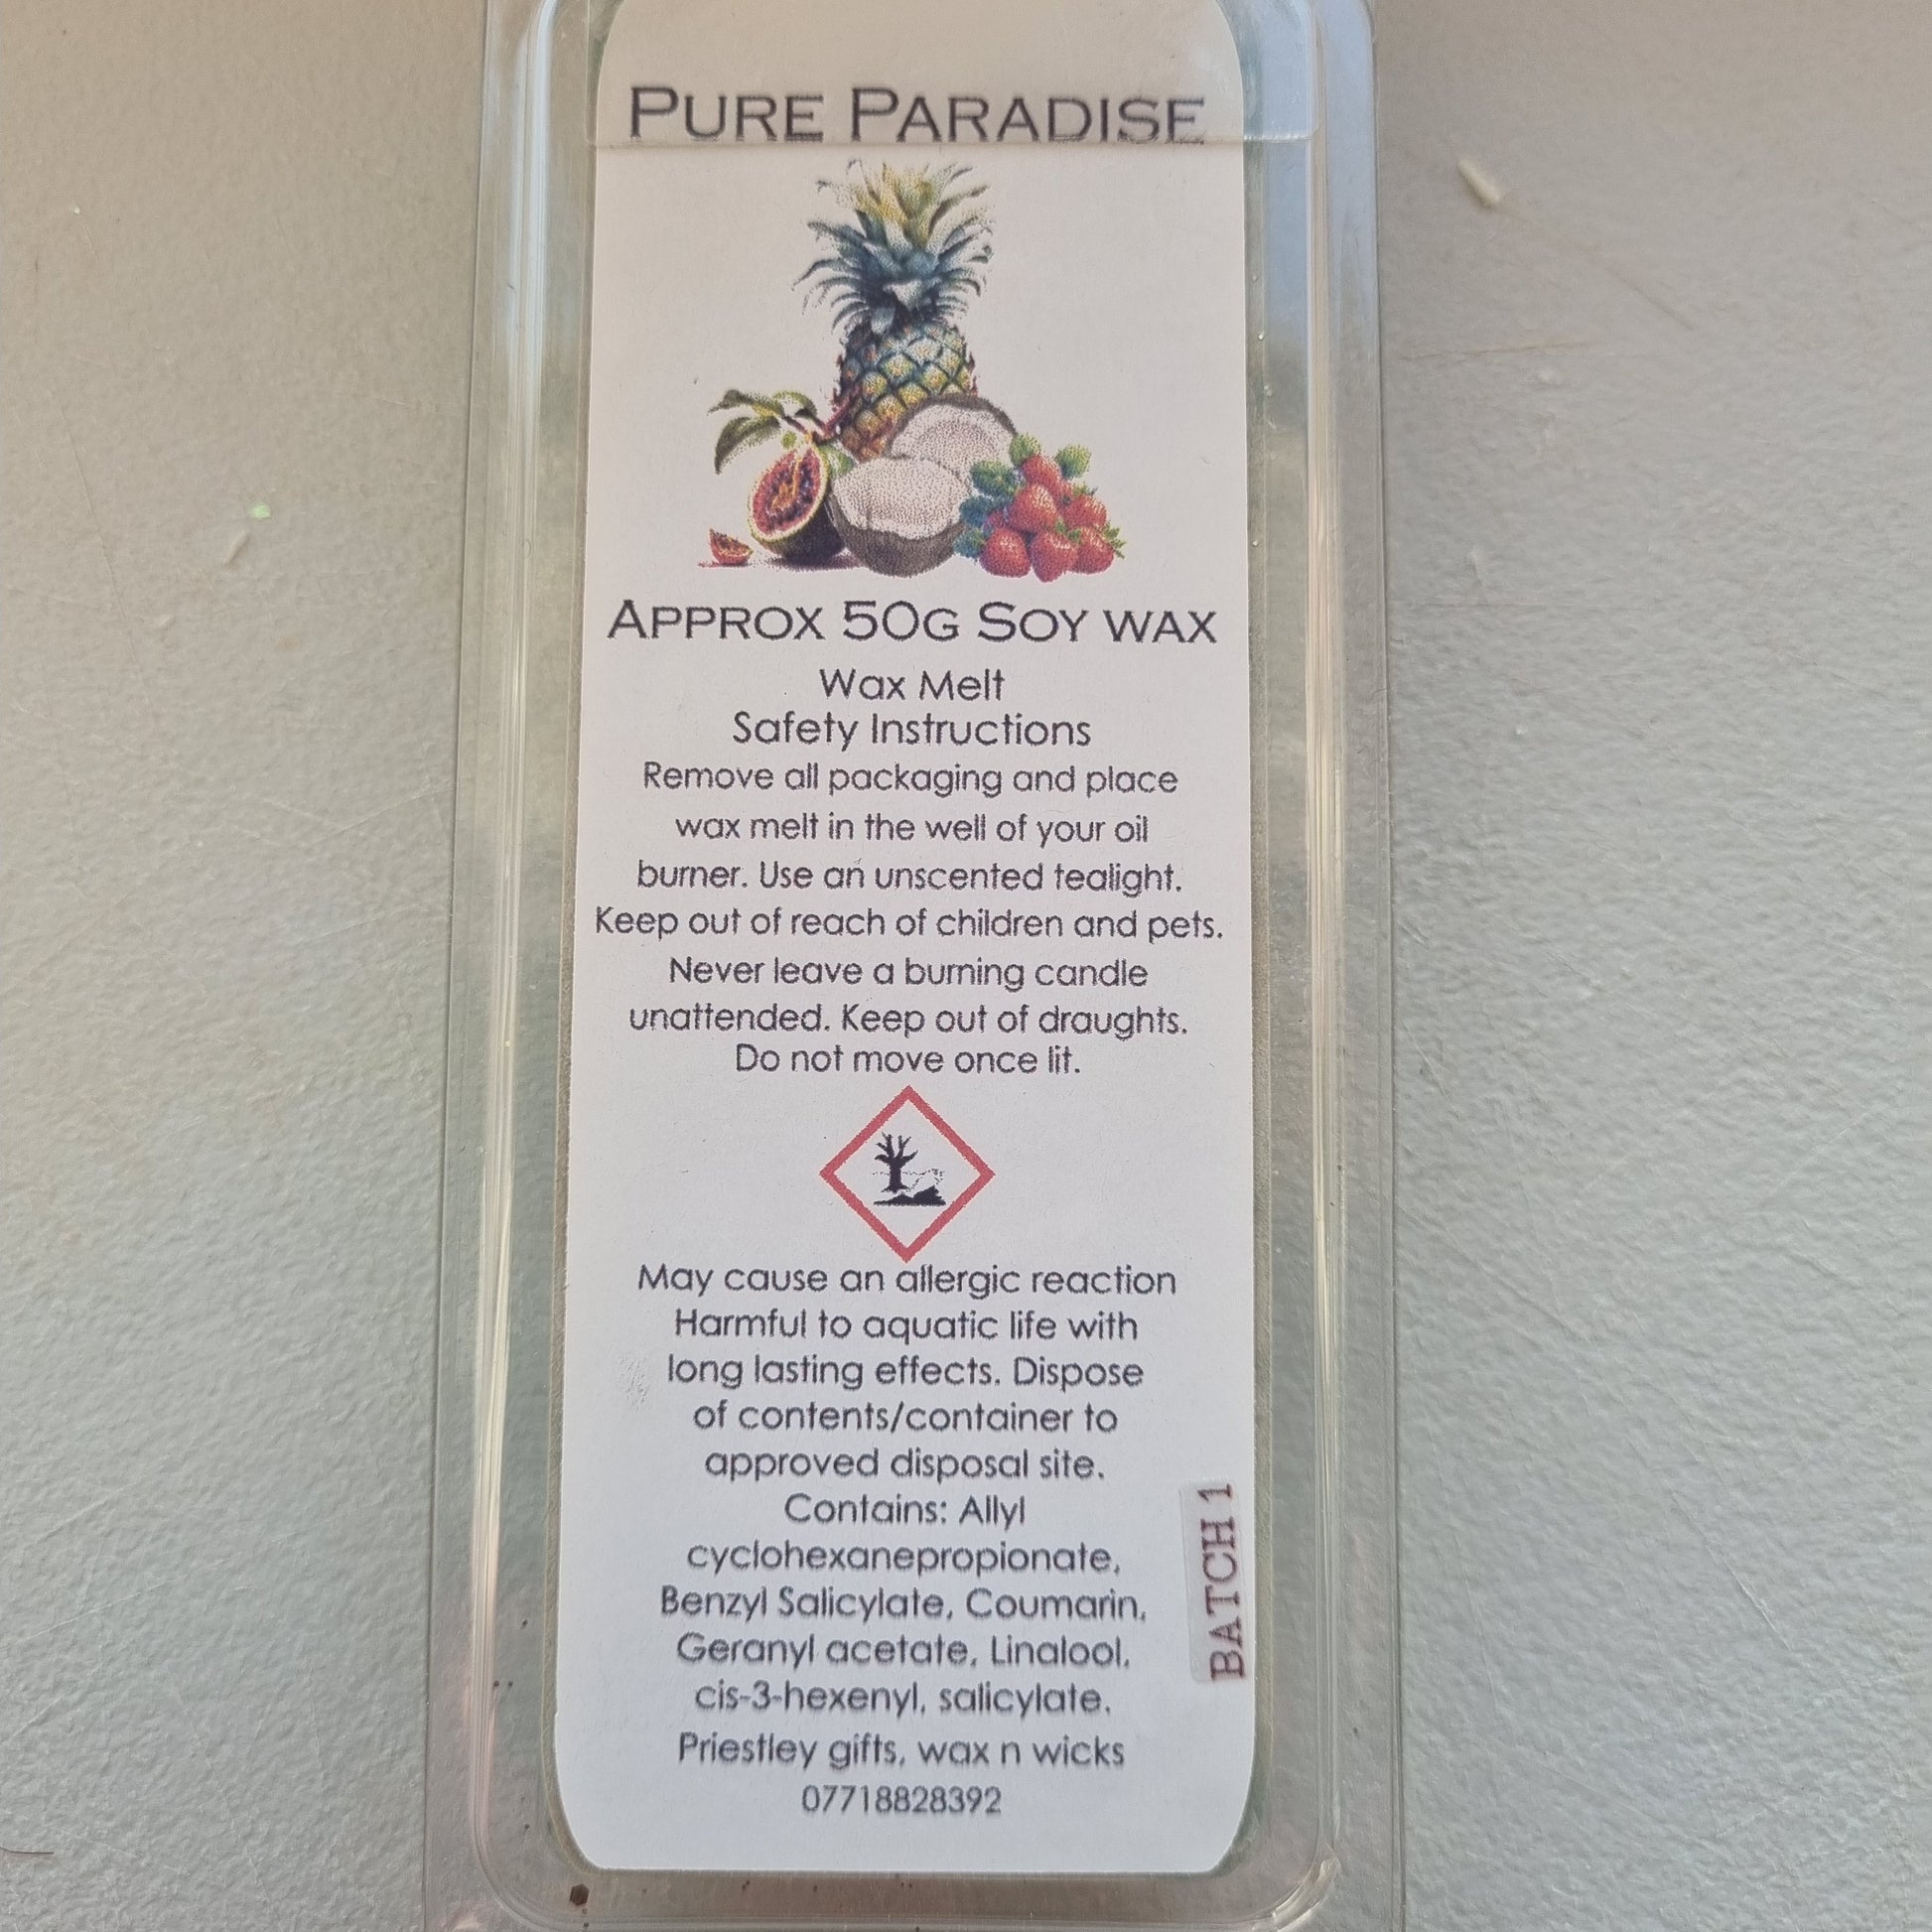 PURE PARADISE
APPROX 50G SOY WAX
Wax Melt
Safety Instructions
Remove all packaging and place
wax melt in the well of your oil
burner. Use an unscented tealight.
Keep out of reach of children and pets.
Never leave a burning candle
unattended. Keep out of draughts.
Do not move once lit.
May cause an allergic reaction
Harmful to aquatic life with
long lasting effects. Dispose
of contents/container to
approved disposal site.
Contains: Allyl
cyclohexanepropionate,
Benzyl Salicylate, Coumarin,
Geranyl acetate, Linalool,
cis-3-hexenyl, salicylate.
Priestley gifts, wax n wicks
07718828392
BATCH 1